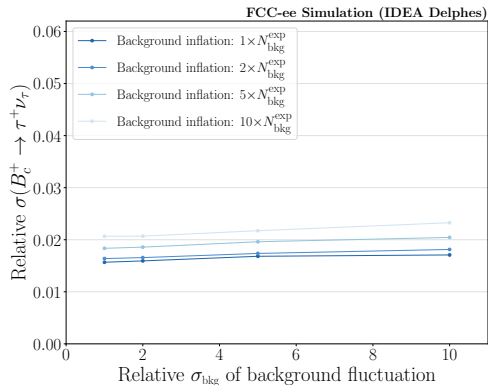 FCC-ee Simulation (IDEA Delphes)
Relative σ(B_c^+ → τ^+ν_τ)
0.06
0.05
0.04
0.03
0.02
0.01
0.00
Background inflation: 1×N_bkg^exp
Background inflation: 2×N_bkg^exp
Background inflation: 5×N_bkg^exp
Background inflation: 10×N_bkg^exp
0 2 4 6 8 10
Relative σ_bkg of background fluctuation